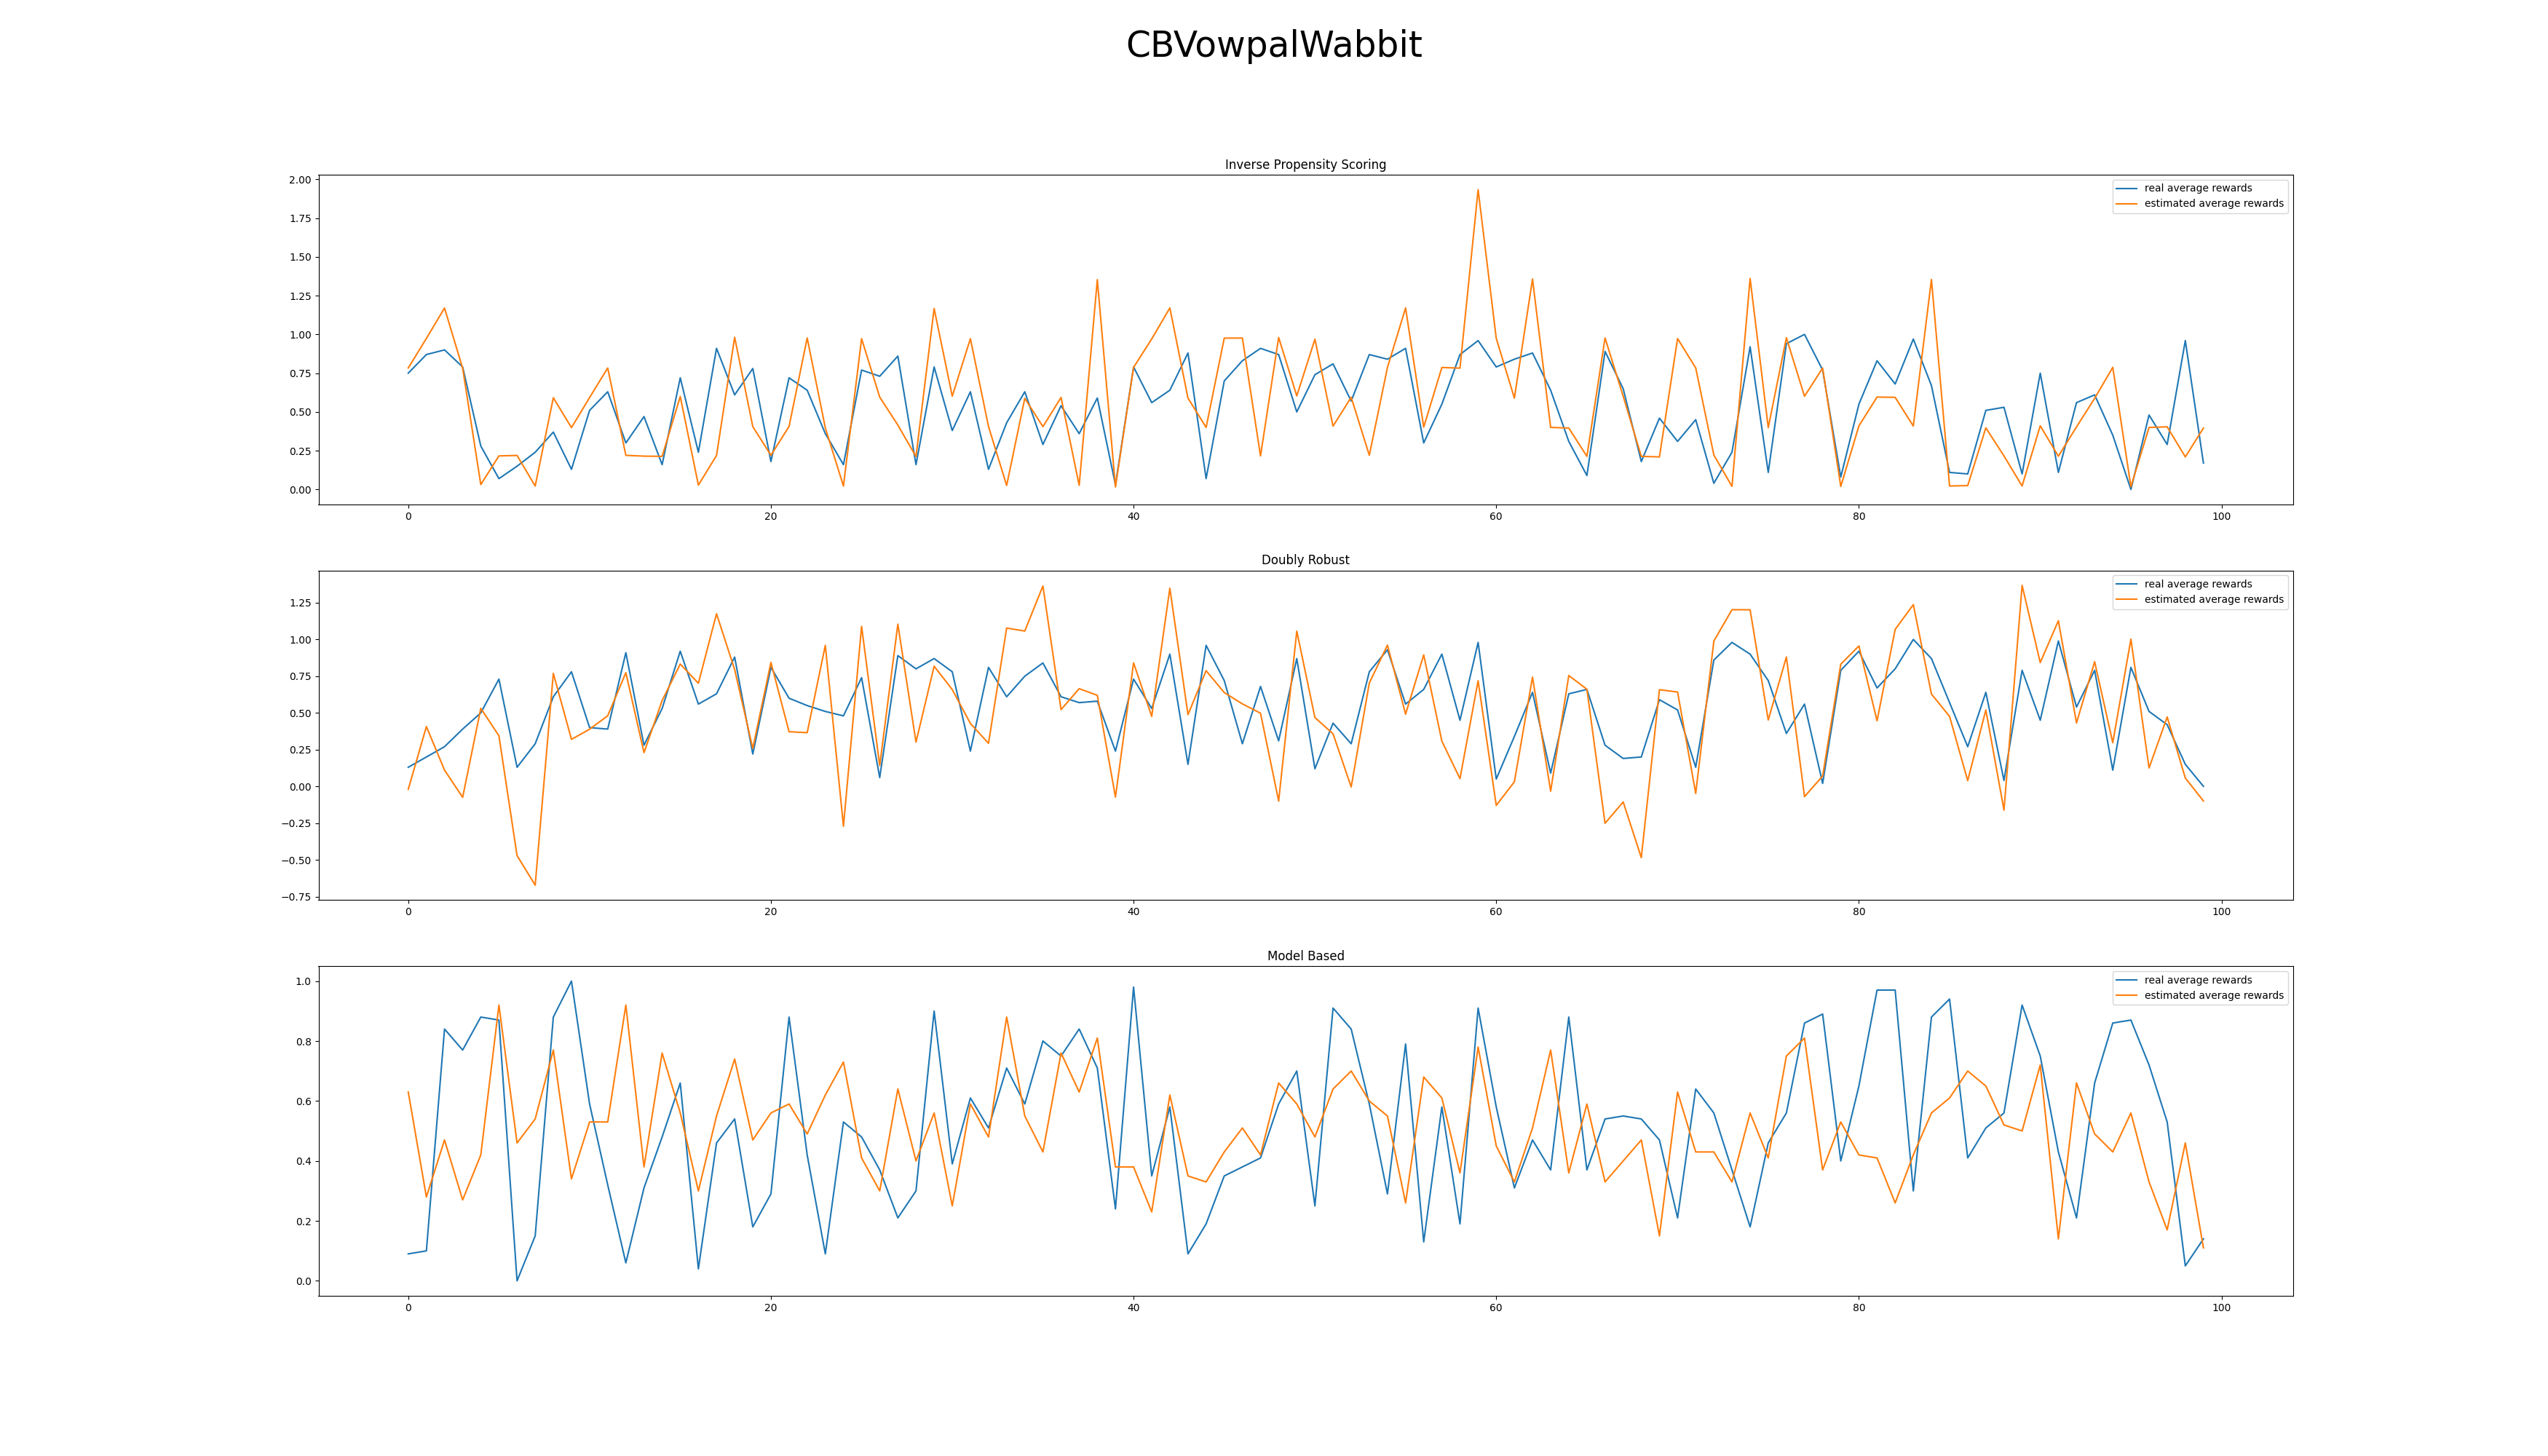 CBVowpalWabbit
Inverse Propensity Scoring
real average rewards
estimated average rewards
2.00
1.75
1.50
1.25
1.00
0.75
0.50
0.25
0.00
0 20 40 60 80 100
Doubly Robust
real average rewards
estimated average rewards
1.25
1.00
0.75
0.50
0.25
0.00
−0.25
−0.50
−0.75
0 20 40 60 80 100
Model Based
real average rewards
estimated average rewards
1.0
0.8
0.6
0.4
0.2
0.0
0 20 40 60 80 100